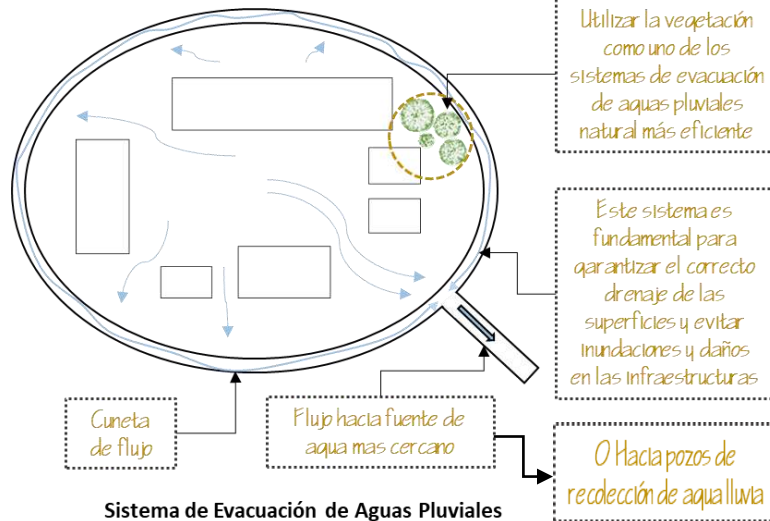 Utilizar la vegetación
como uno de los
sistemas de evacuación
de aguas pluviales
natural más eficiente
Este sistema es
fundamental para
garantizar el correcto
drenaje de las
superficies y evitar
inundaciones y daños
en las infraestructuras
Cuneta
de flujo
Flujo hacia fuente de
agua mas cercano
O Hacia pozos de
recolección de agua lluvia
Sistema de Evacuación de Aguas Pluviales